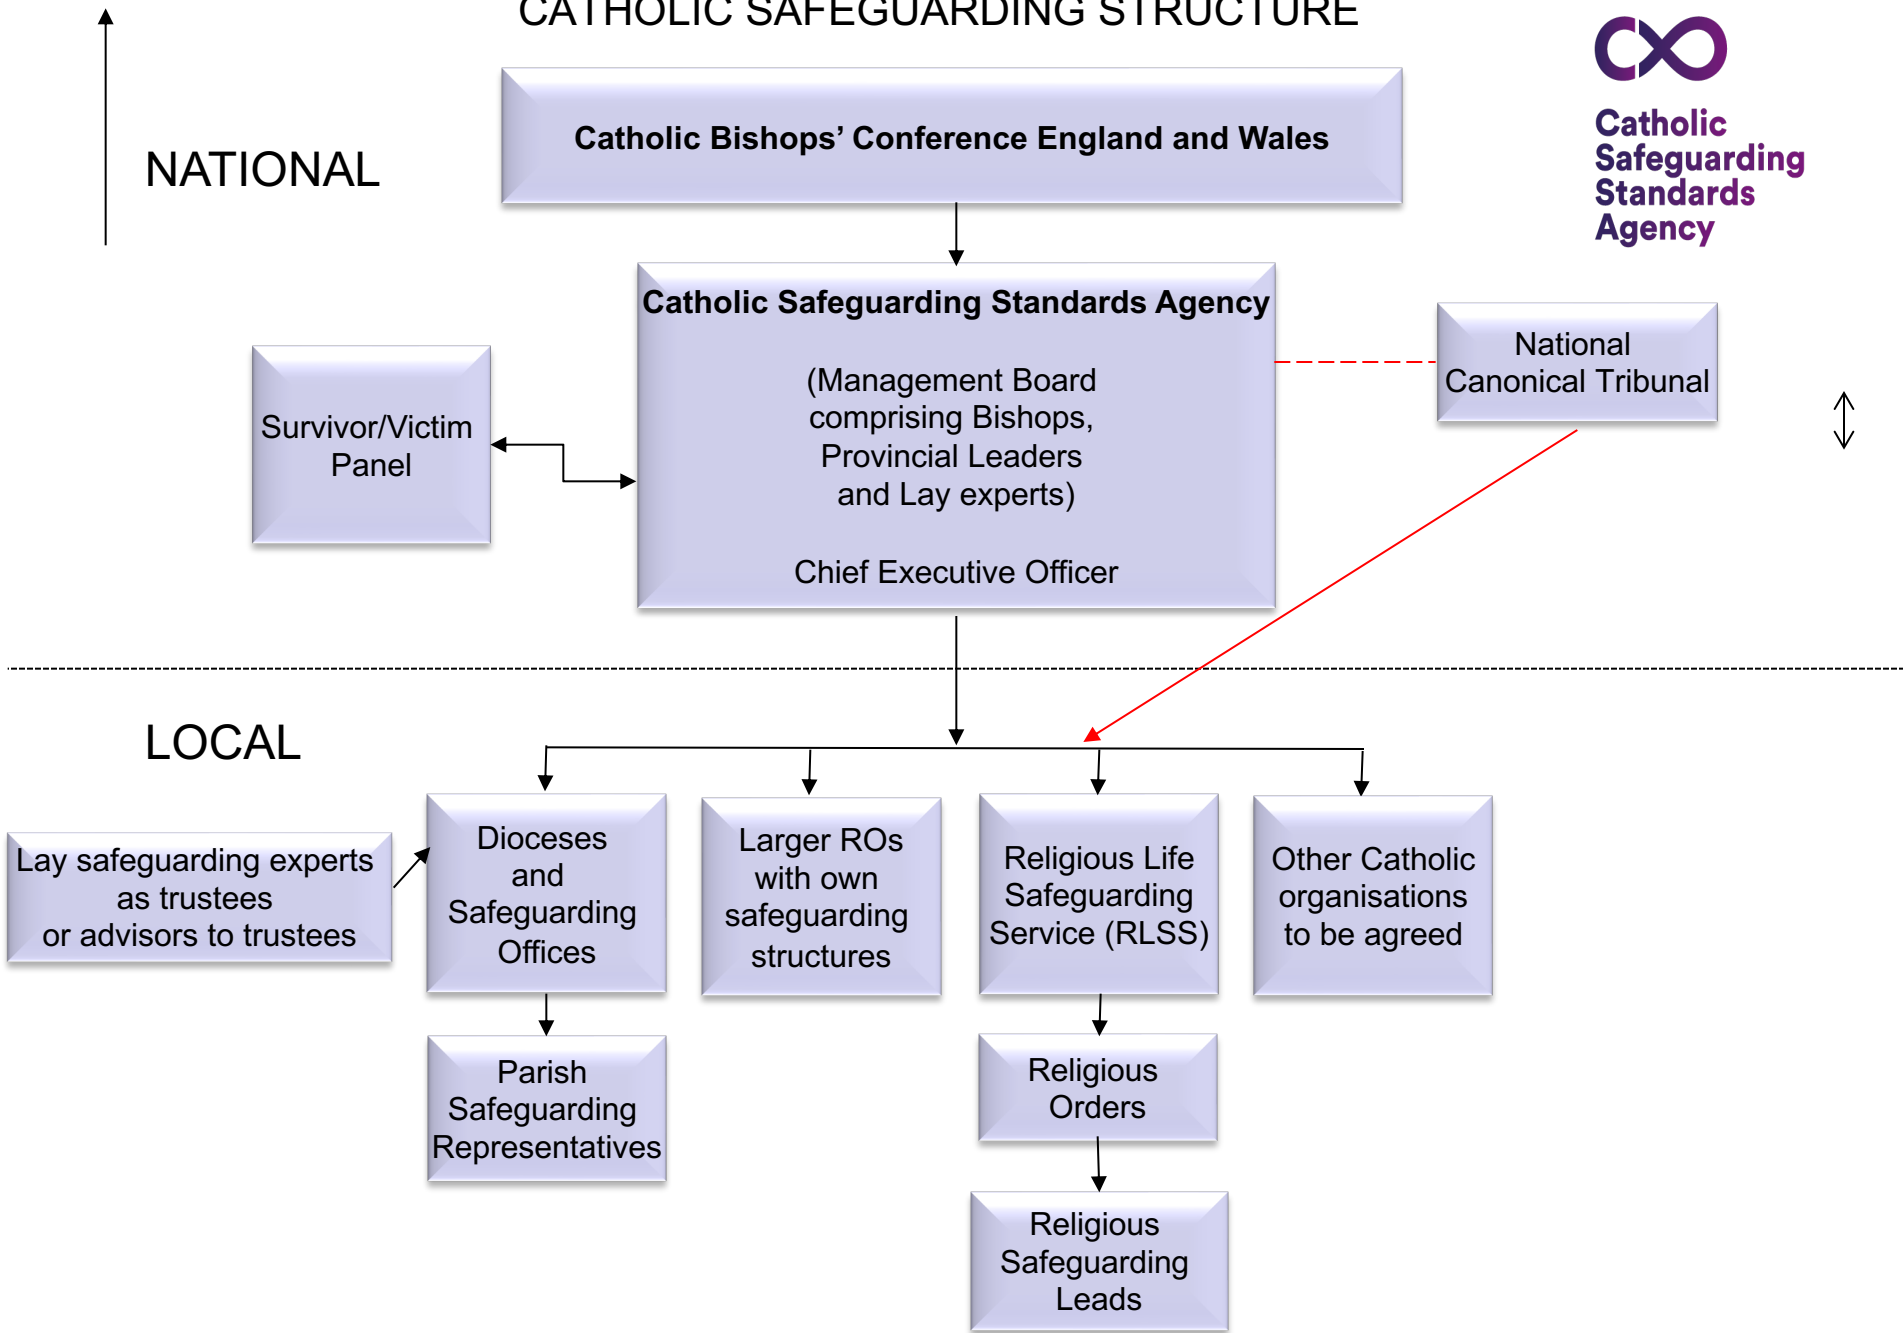 CATHOLIC SAFEGUARDING STRUCTURE
NATIONAL
Catholic Bishops’ Conference England and Wales
Catholic
Safeguarding
Standards
Agency
Catholic Safeguarding Standards Agency
(Management Board
comprising Bishops,
Provincial Leaders
and Lay experts)
Chief Executive Officer
National
Canonical Tribunal
Survivor/Victim
Panel
LOCAL
Lay safeguarding experts
as trustees
or advisors to trustees
Dioceses
and
Safeguarding
Offices
Larger ROs
with own
safeguarding
structures
Religious Life
Safeguarding
Service (RLSS)
Other Catholic
organisations
to be agreed
Parish
Safeguarding
Representatives
Religious
Orders
Religious
Safeguarding
Leads